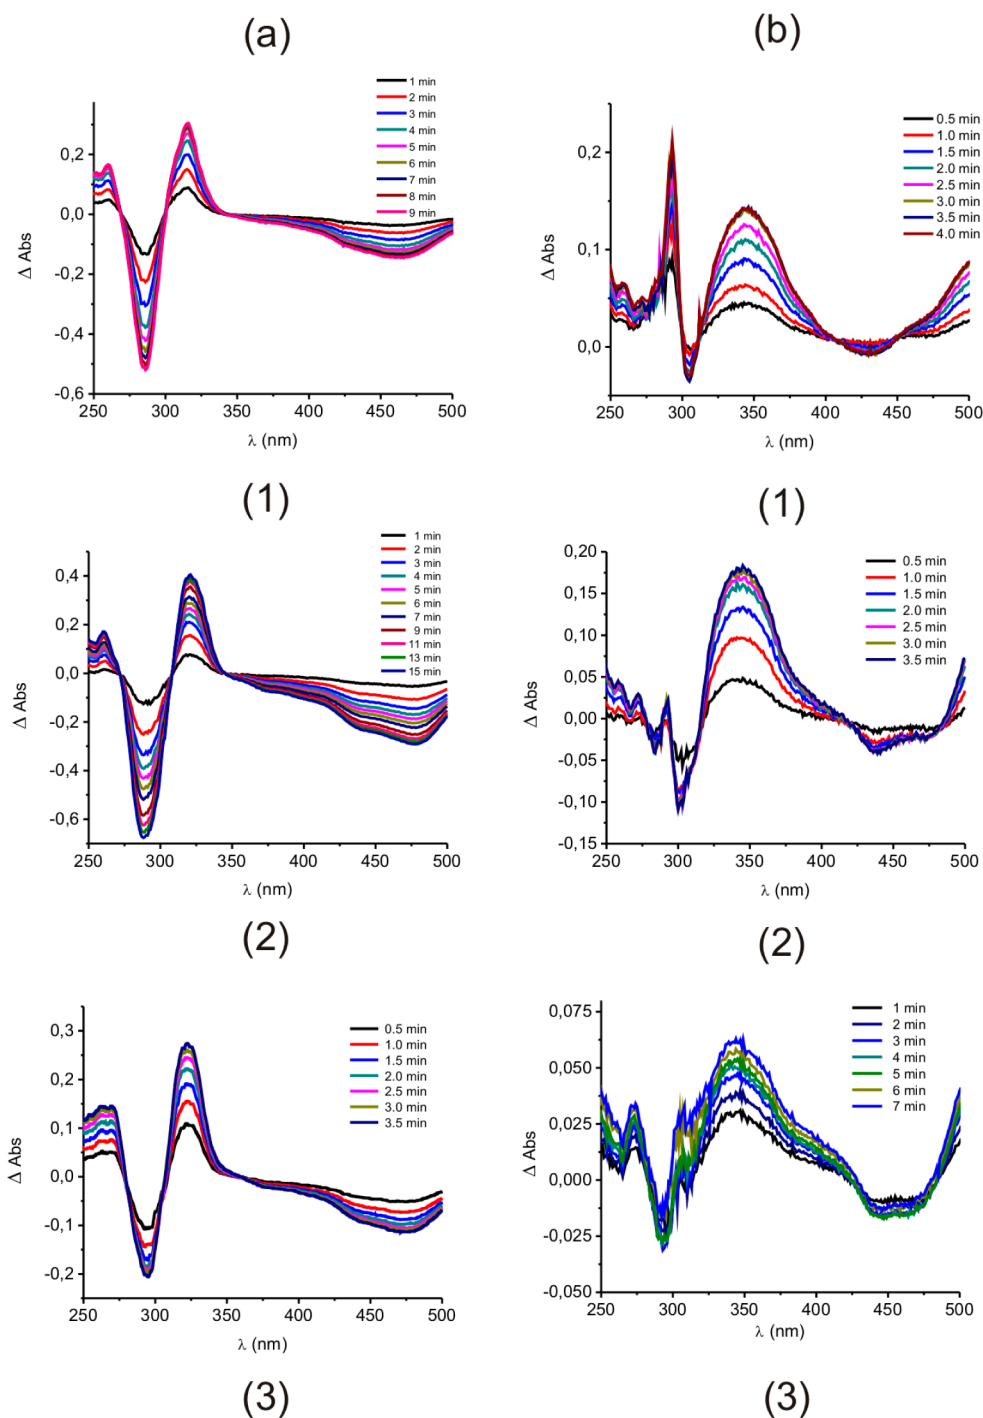 (a)
1 min
2 min
3 min
4 min
5 min
6 min
7 min
8 min
9 min
0,2
0,0
-0,2
-0,4
-0,6
Δ Abs
250 300 350 400 450 500
λ (nm)
(1)
(b)
0.5 min
1.0 min
1.5 min
2.0 min
2.5 min
3.0 min
3.5 min
4.0 min
0,2
0,1
0,0
Δ Abs
250 300 350 400 450 500
λ (nm)
(1)
1 min
2 min
3 min
4 min
5 min
6 min
7 min
9 min
11 min
13 min
15 min
0,4
0,2
0,0
-0,2
-0,4
-0,6
Δ Abs
250 300 350 400 450 500
λ (nm)
(2)
0.5 min
1.0 min
1.5 min
2.0 min
2.5 min
3.0 min
3.5 min
0,20
0,15
0,10
0,05
0,00
-0,05
-0,10
-0,15
Δ Abs
250 300 350 400 450 500
λ (nm)
(2)
0.5 min
1.0 min
1.5 min
2.0 min
2.5 min
3.0 min
3.5 min
0,3
0,2
0,1
0,0
-0,1
-0,2
Δ Abs
250 300 350 400 450 500
λ (nm)
(3)
1 min
2 min
3 min
4 min
5 min
6 min
7 min
0,075
0,050
0,025
0,000
-0,025
-0,050
Δ Abs
250 300 350 400 450 500
λ (nm)
(3)